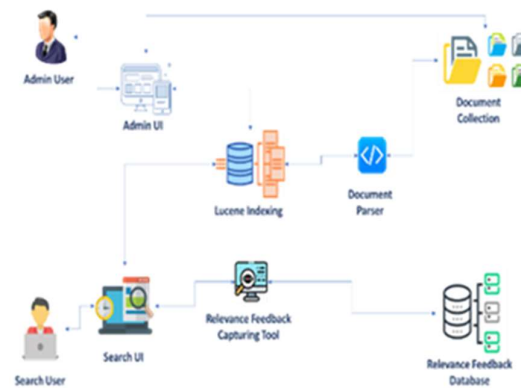 Admin User
Admin UI
Document
Collection
Lucene Indexing
Document
Parser
Search User
Search UI
Relevance Feedback
Capturing Tool
Relevance Feedback
Database